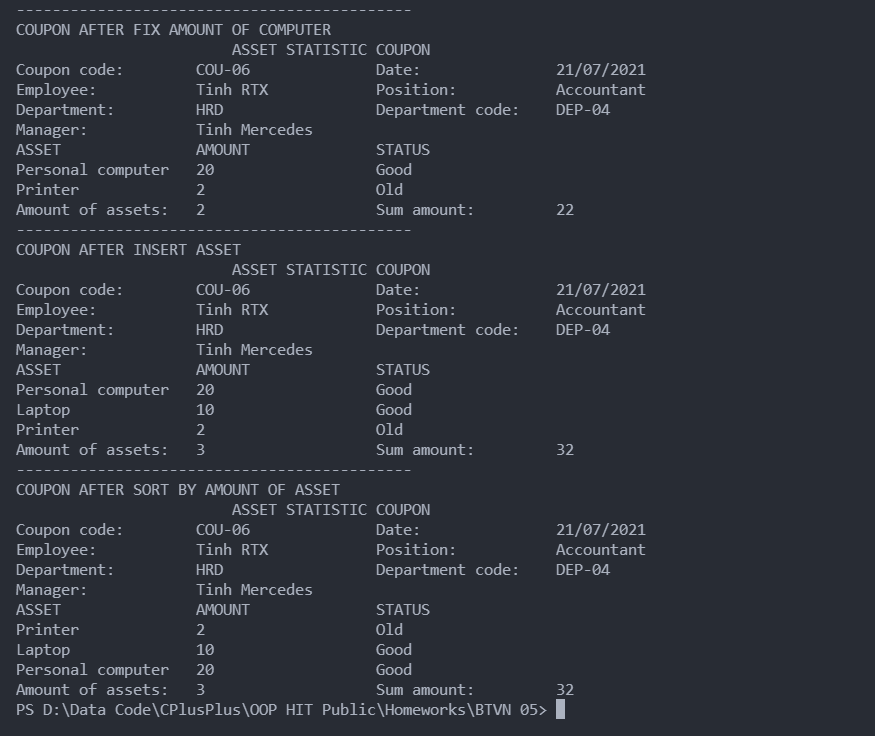 --------------------------------------------
COUPON AFTER FIX AMOUNT OF COMPUTER
                        ASSET STATISTIC COUPON
Coupon code:        COU-06              Date:               21/07/2021
Employee:           Tinh RTX            Position:           Accountant
Department:         HRD                 Department code:    DEP-04
Manager:            Tinh Mercedes
ASSET               AMOUNT              STATUS
Personal computer   20                  Good
Printer             2                   Old
Amount of assets:   2                   Sum amount:         22
--------------------------------------------
COUPON AFTER INSERT ASSET
                        ASSET STATISTIC COUPON
Coupon code:        COU-06              Date:               21/07/2021
Employee:           Tinh RTX            Position:           Accountant
Department:         HRD                 Department code:    DEP-04
Manager:            Tinh Mercedes
ASSET               AMOUNT              STATUS
Personal computer   20                  Good
Laptop              10                  Good
Printer             2                   Old
Amount of assets:   3                   Sum amount:         32
--------------------------------------------
COUPON AFTER SORT BY AMOUNT OF ASSET
                        ASSET STATISTIC COUPON
Coupon code:        COU-06              Date:               21/07/2021
Employee:           Tinh RTX            Position:           Accountant
Department:         HRD                 Department code:    DEP-04
Manager:            Tinh Mercedes
ASSET               AMOUNT              STATUS
Printer             2                   Old
Laptop              10                  Good
Personal computer   20                  Good
Amount of assets:   3                   Sum amount:         32
PS D:\Data Code\CPlusPlus\OOP HIT Public\Homeworks\BTVN 05>